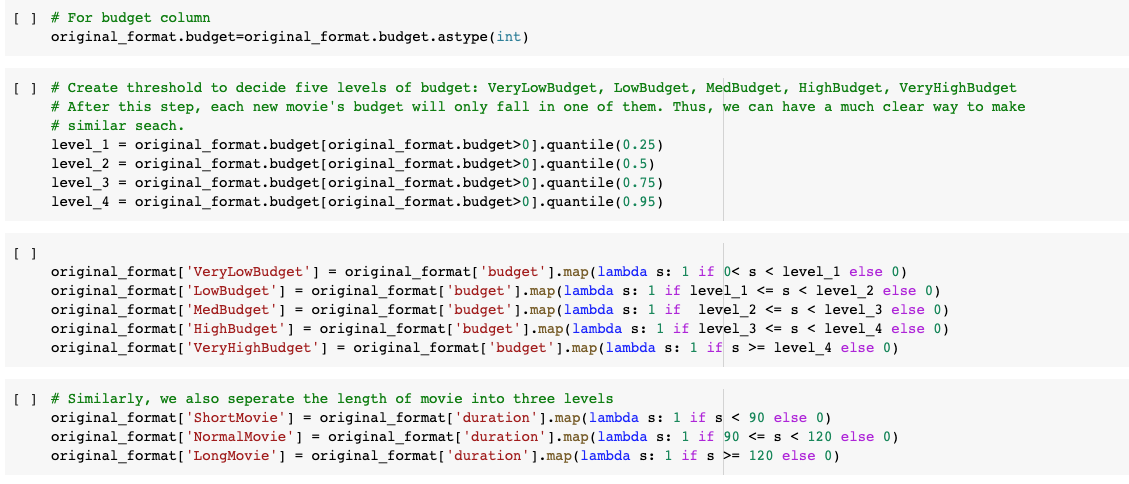 [ ] # For budget column
original_format.budget=original_format.budget.astype(int)
[ ] # Create threshold to decide five levels of budget: VeryLowBudget, LowBudget, MedBudget, HighBudget, VeryHighBudget
# After this step, each new movie's budget will only fall in one of them. Thus, we can have a much clear way to make
# similar seach.
level_1 = original_format.budget[original_format.budget>0].quantile(0.25)
level_2 = original_format.budget[original_format.budget>0].quantile(0.5)
level_3 = original_format.budget[original_format.budget>0].quantile(0.75)
level_4 = original_format.budget[original_format.budget>0].quantile(0.95)
[ ]
original_format['VeryLowBudget'] = original_format['budget'].map(lambda s: 1 if 0< s < level_1 else 0)
original_format['LowBudget'] = original_format['budget'].map(lambda s: 1 if level_1 <= s < level_2 else 0)
original_format['MedBudget'] = original_format['budget'].map(lambda s: 1 if  level_2 <= s < level_3 else 0)
original_format['HighBudget'] = original_format['budget'].map(lambda s: 1 if level_3 <= s < level_4 else 0)
original_format['VeryHighBudget'] = original_format['budget'].map(lambda s: 1 if s >= level_4 else 0)
[ ] # Similarly, we also seperate the length of movie into three levels
original_format['ShortMovie'] = original_format['duration'].map(lambda s: 1 if s < 90 else 0)
original_format['NormalMovie'] = original_format['duration'].map(lambda s: 1 if 90 <= s < 120 else 0)
original_format['LongMovie'] = original_format['duration'].map(lambda s: 1 if s >= 120 else 0)